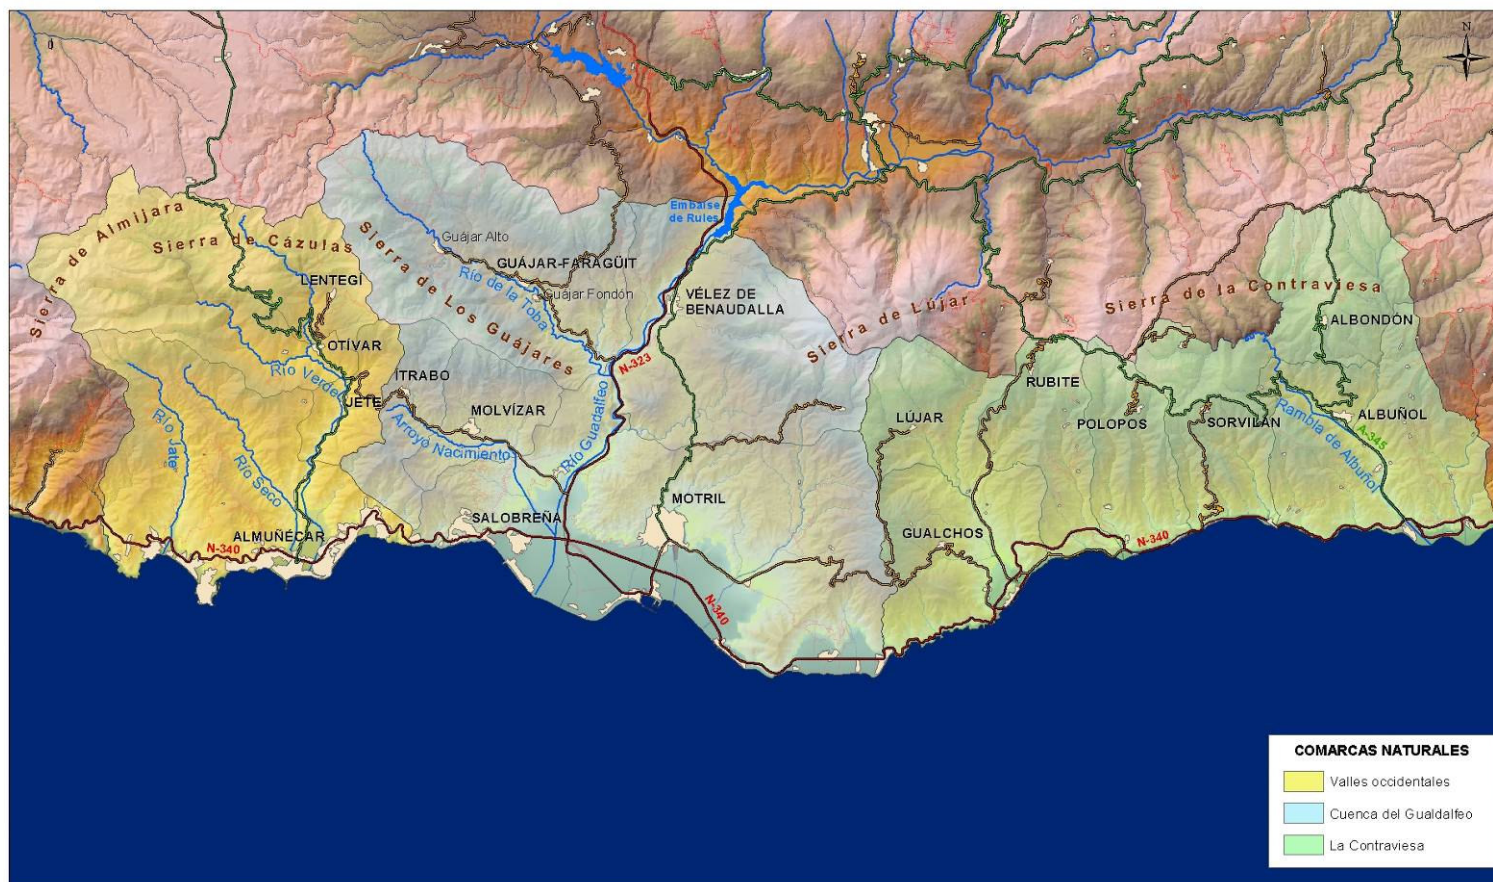 N
Embalse
de Rules
Sierra de Almijara
Sierra de Cázulas
Guájar Alto
GUÁJAR-FARAGÜIT
Sierra de Los Guájares
Río de la Toba
Guájar Fondón
LENTEGÍ
VÉLEZ DE
BENAUDALLA
Sierra de Lújar
Sierra de la Contraviesa
ALBONDÓN
OTÍVAR
N-323
Río Verde
ÍTRABO
JETE
RUBITE
MOLVÍZAR
LÚJAR
POLOPOS
SORVILÁN
ALBUÑOL
A-345
Rambla de Albuñol
Río Jate
Río Seco
Arroyo Nacimiento
Río Guadalfeo
MOTRIL
SALOBREÑA
ALMUÑÉCAR
GUALCHOS
N-340
N-340
N-340
COMARCAS NATURALES
Valles occidentales
Cuenca del Gualdalfeo
La Contraviesa